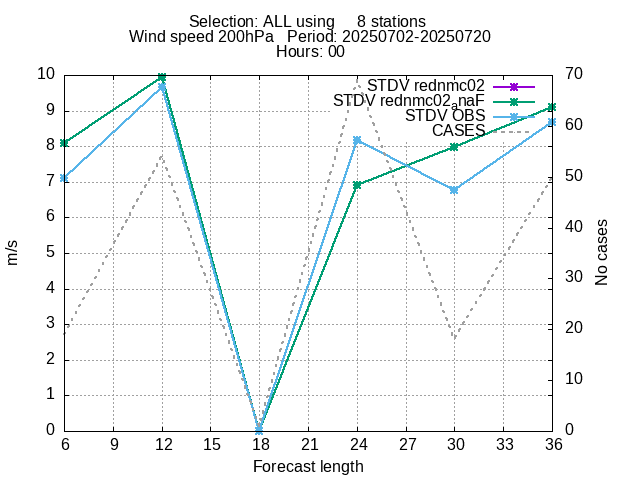 Selection: ALL using     8 stations
Wind speed 200hPa   Period: 20250702-20250720
Hours: 00
10 70
STDV rednmc02
9 STDV rednmc02anaF
STDV OBS 60
8 CASES
7 50
6
m/s 5 40 No cases
4 30
3
2 20
1 10
0 0
6 9 12 15 18 21 24 27 30 33 36
Forecast length